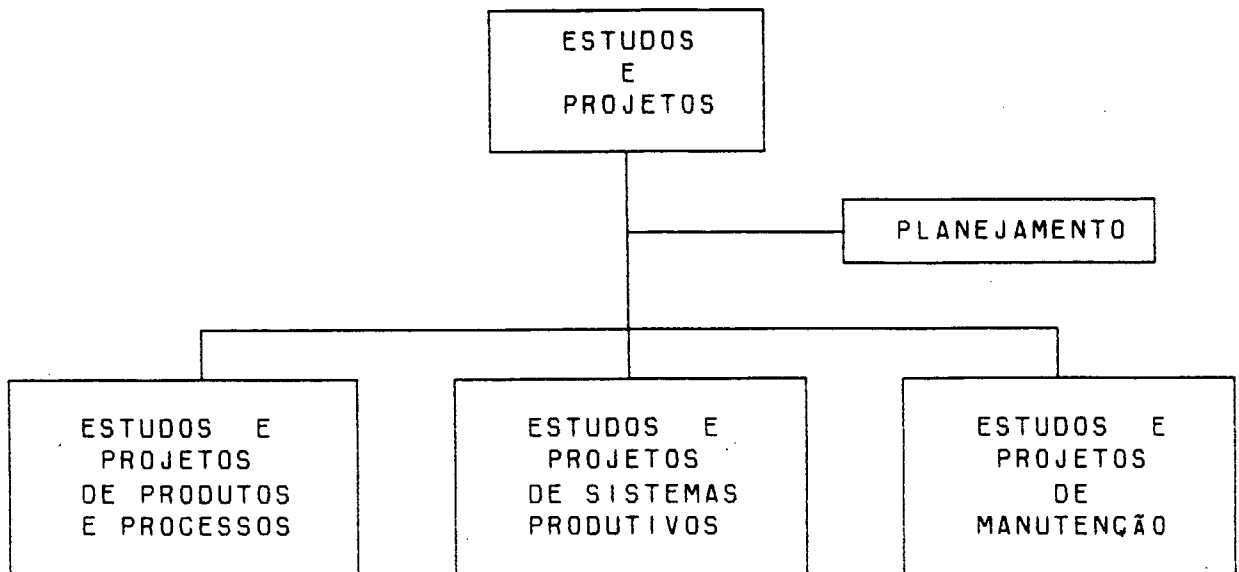 ESTUDOS
E
PROJETOS
PLANEJAMENTO
ESTUDOS E
PROJETOS
DE PRODUTOS
E PROCESSOS
ESTUDOS E
PROJETOS
DE SISTEMAS
PRODUTIVOS
ESTUDOS E
PROJETOS
DE
MANUTENÇÃO